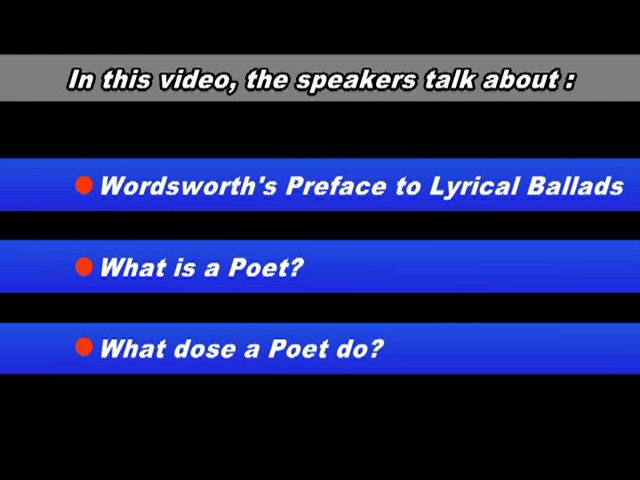 In this video, the speakers talk about :
Wordsworth's Preface to Lyrical Ballads
What is a Poet?
What dose a Poet do?